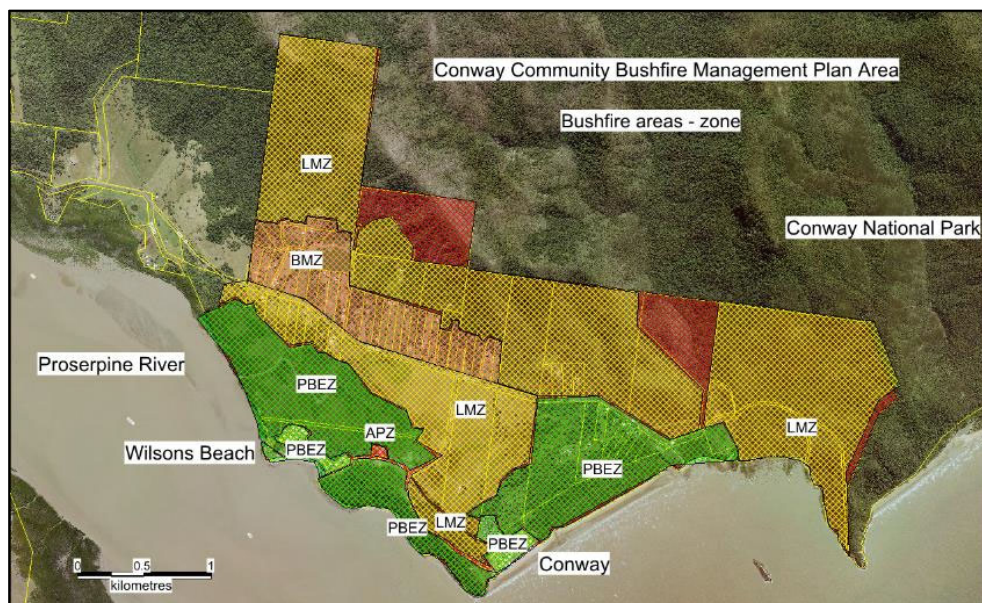 Conway Community Bushfire Management Plan Area
Bushfire areas - zone
LMZ
Conway National Park
BMZ
Proserpine River
PBEZ
LMZ
APZ
LMZ
Wilsons Beach
PBEZ
PBEZ
PBEZ
LMZ
PBEZ
Conway
0 0.5 1
kilometres